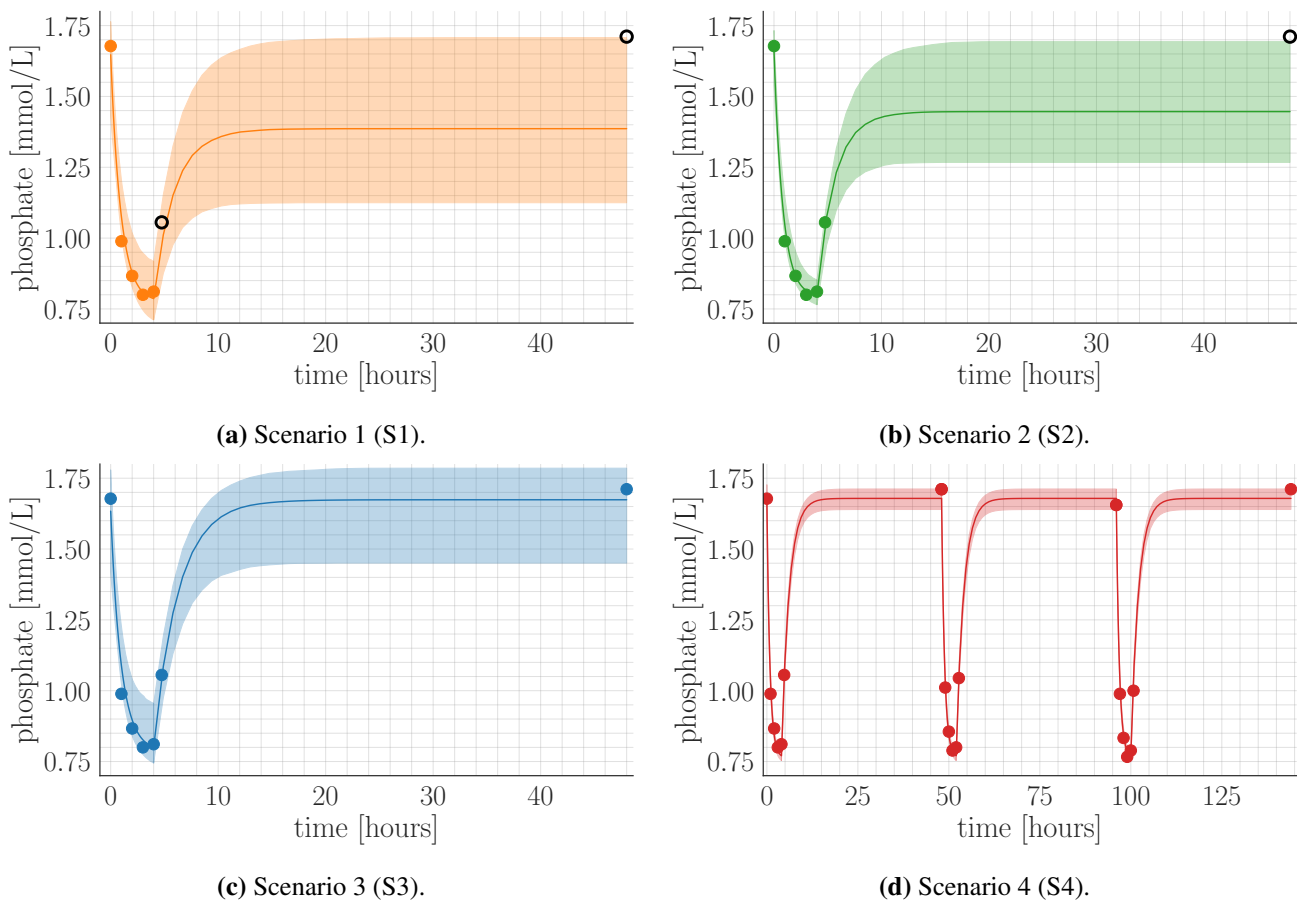 1.75
1.50
1.25
1.00
0.75
phosphate [mmol/L]
0 10 20 30 40
time [hours]
(a) Scenario 1 (S1).
1.75
1.50
1.25
1.00
0.75
phosphate [mmol/L]
0 10 20 30 40
time [hours]
(b) Scenario 2 (S2).
1.75
1.50
1.25
1.00
0.75
phosphate [mmol/L]
0 10 20 30 40
time [hours]
(c) Scenario 3 (S3).
1.75
1.50
1.25
1.00
0.75
phosphate [mmol/L]
0 25 50 75 100 125
time [hours]
(d) Scenario 4 (S4).